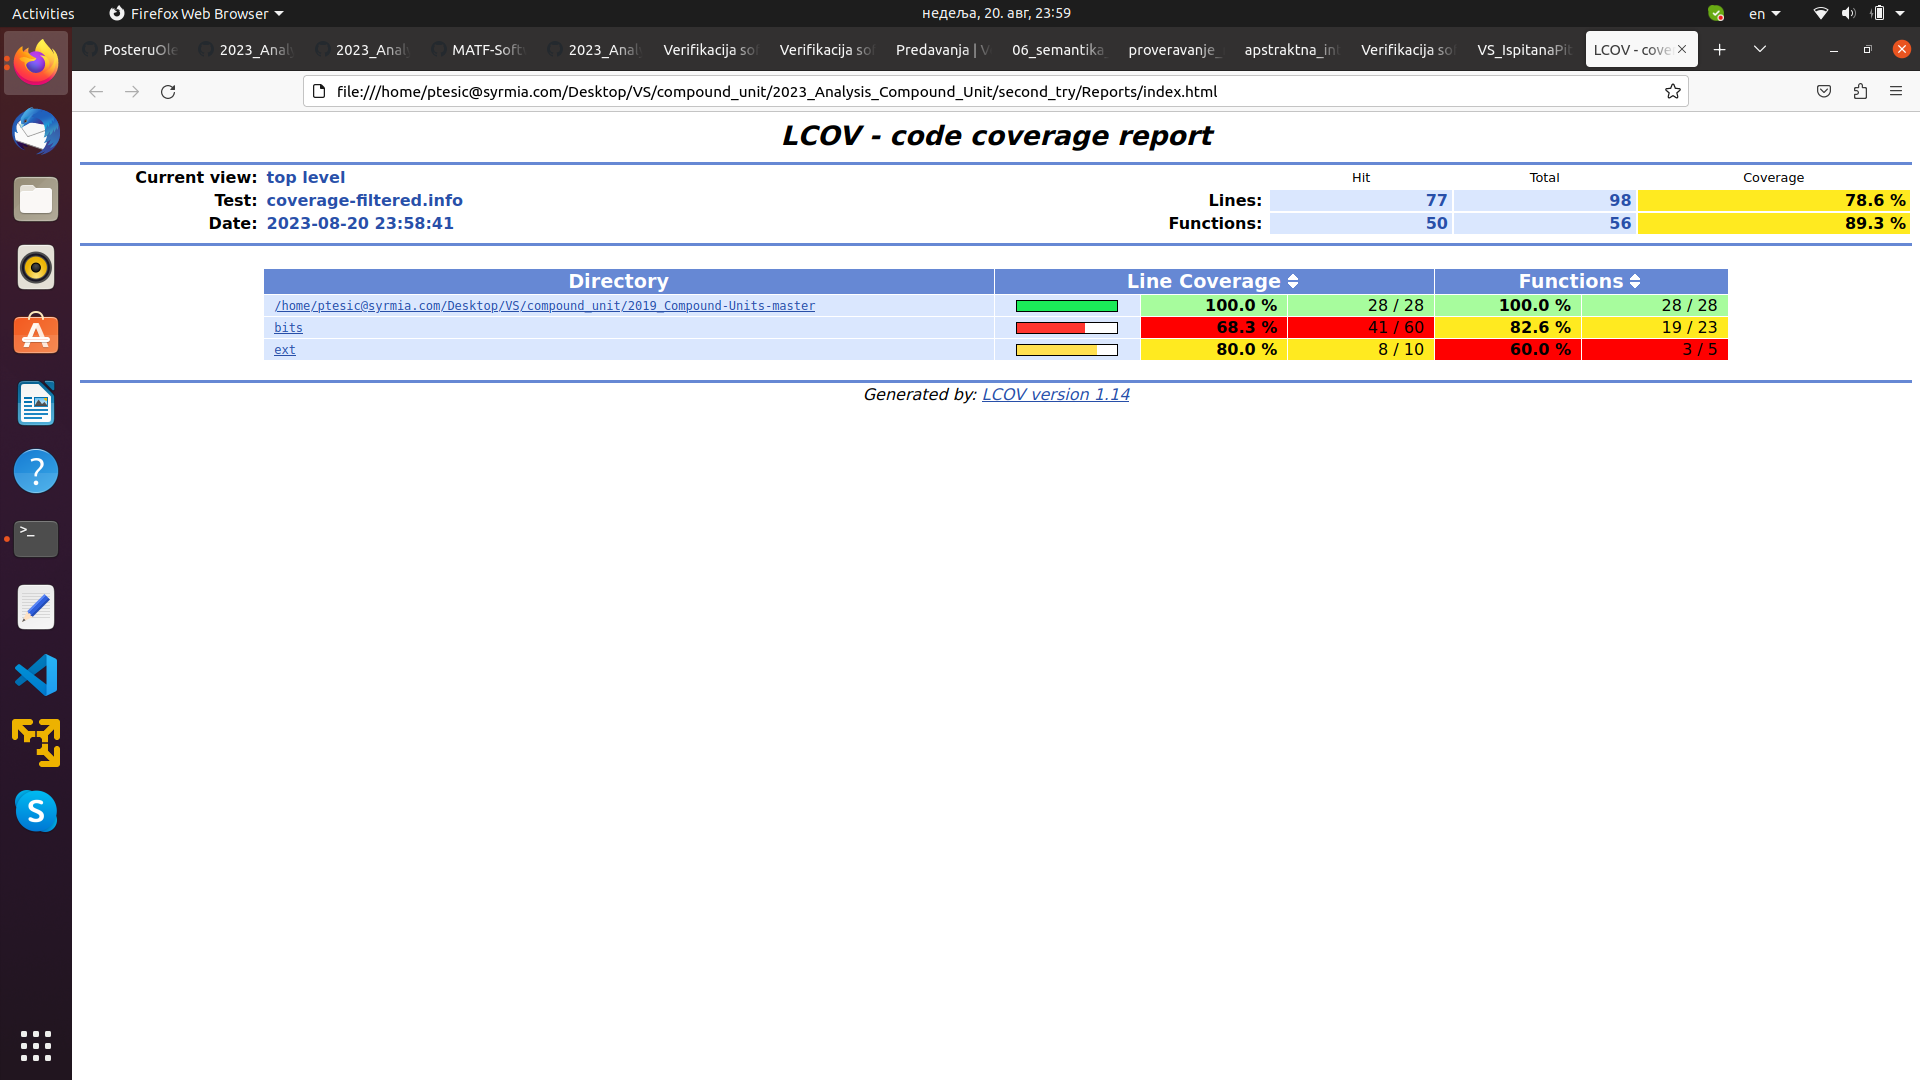 Activities Firefox Web Browser недеља, 20. авг, 23:59 en
PosteruOle 2023_Analy 2023_Analy MATF-Softv 2023_Analy Verifikacija sof Verifikacija sof Predavanja | V 06_semantika_ proveravanje_ apstraktna_int Verifikacija sof VS_IspitanaPit LCOV - cove
file:///home/ptesic@syrmia.com/Desktop/VS/compound_unit/2023_Analysis_Compound_Unit/second_try/Reports/index.html
LCOV - code coverage report
Current view: top level Hit Total Coverage
Test: coverage-filtered.info Lines: 77 98 78.6 %
Date: 2023-08-20 23:58:41 Functions: 50 56 89.3 %
Directory Line Coverage Functions
/home/ptesic@syrmia.com/Desktop/VS/compound_unit/2019_Compound-Units-master 100.0 % 28 / 28 100.0 % 28 / 28
bits 68.3 % 41 / 60 82.6 % 19 / 23
ext 80.0 % 8 / 10 60.0 % 3 / 5
Generated by: LCOV version 1.14